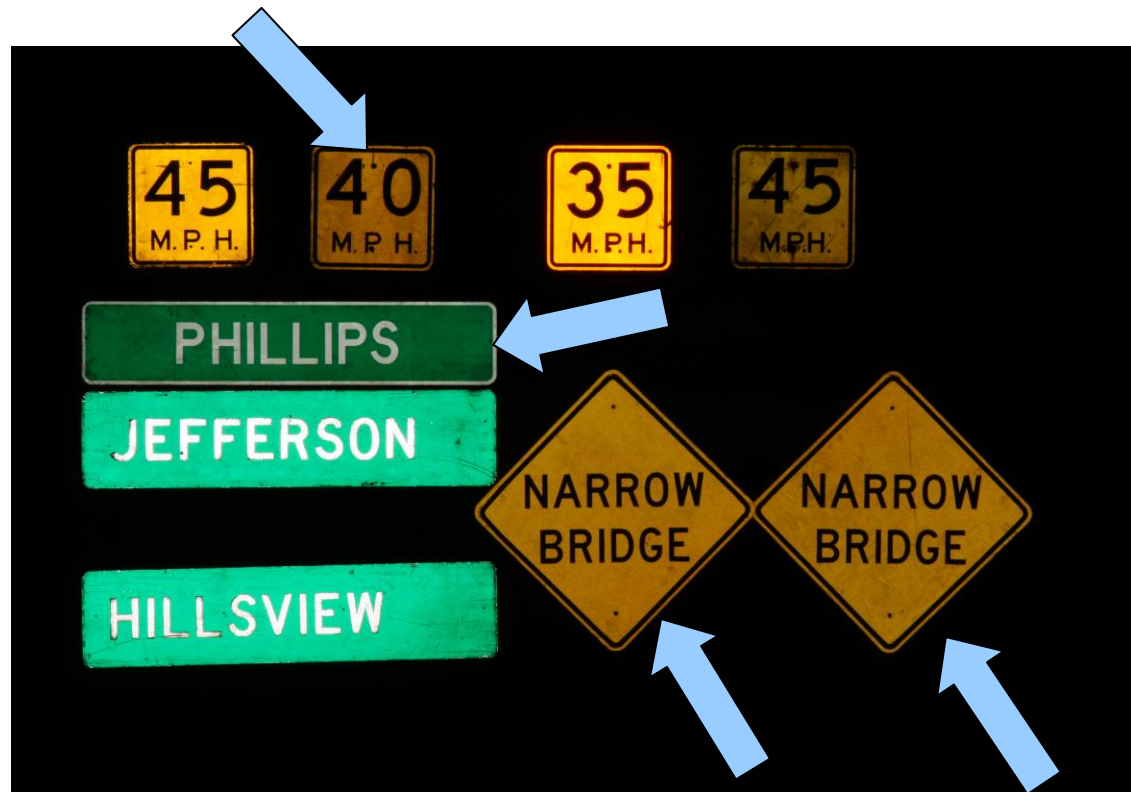 45
M.P.H.
40
M.P H.
35
M.P.H.
45
M.P.H.
PHILLIPS
JEFFERSON
HILLSVIEW
NARROW
BRIDGE
NARROW
BRIDGE